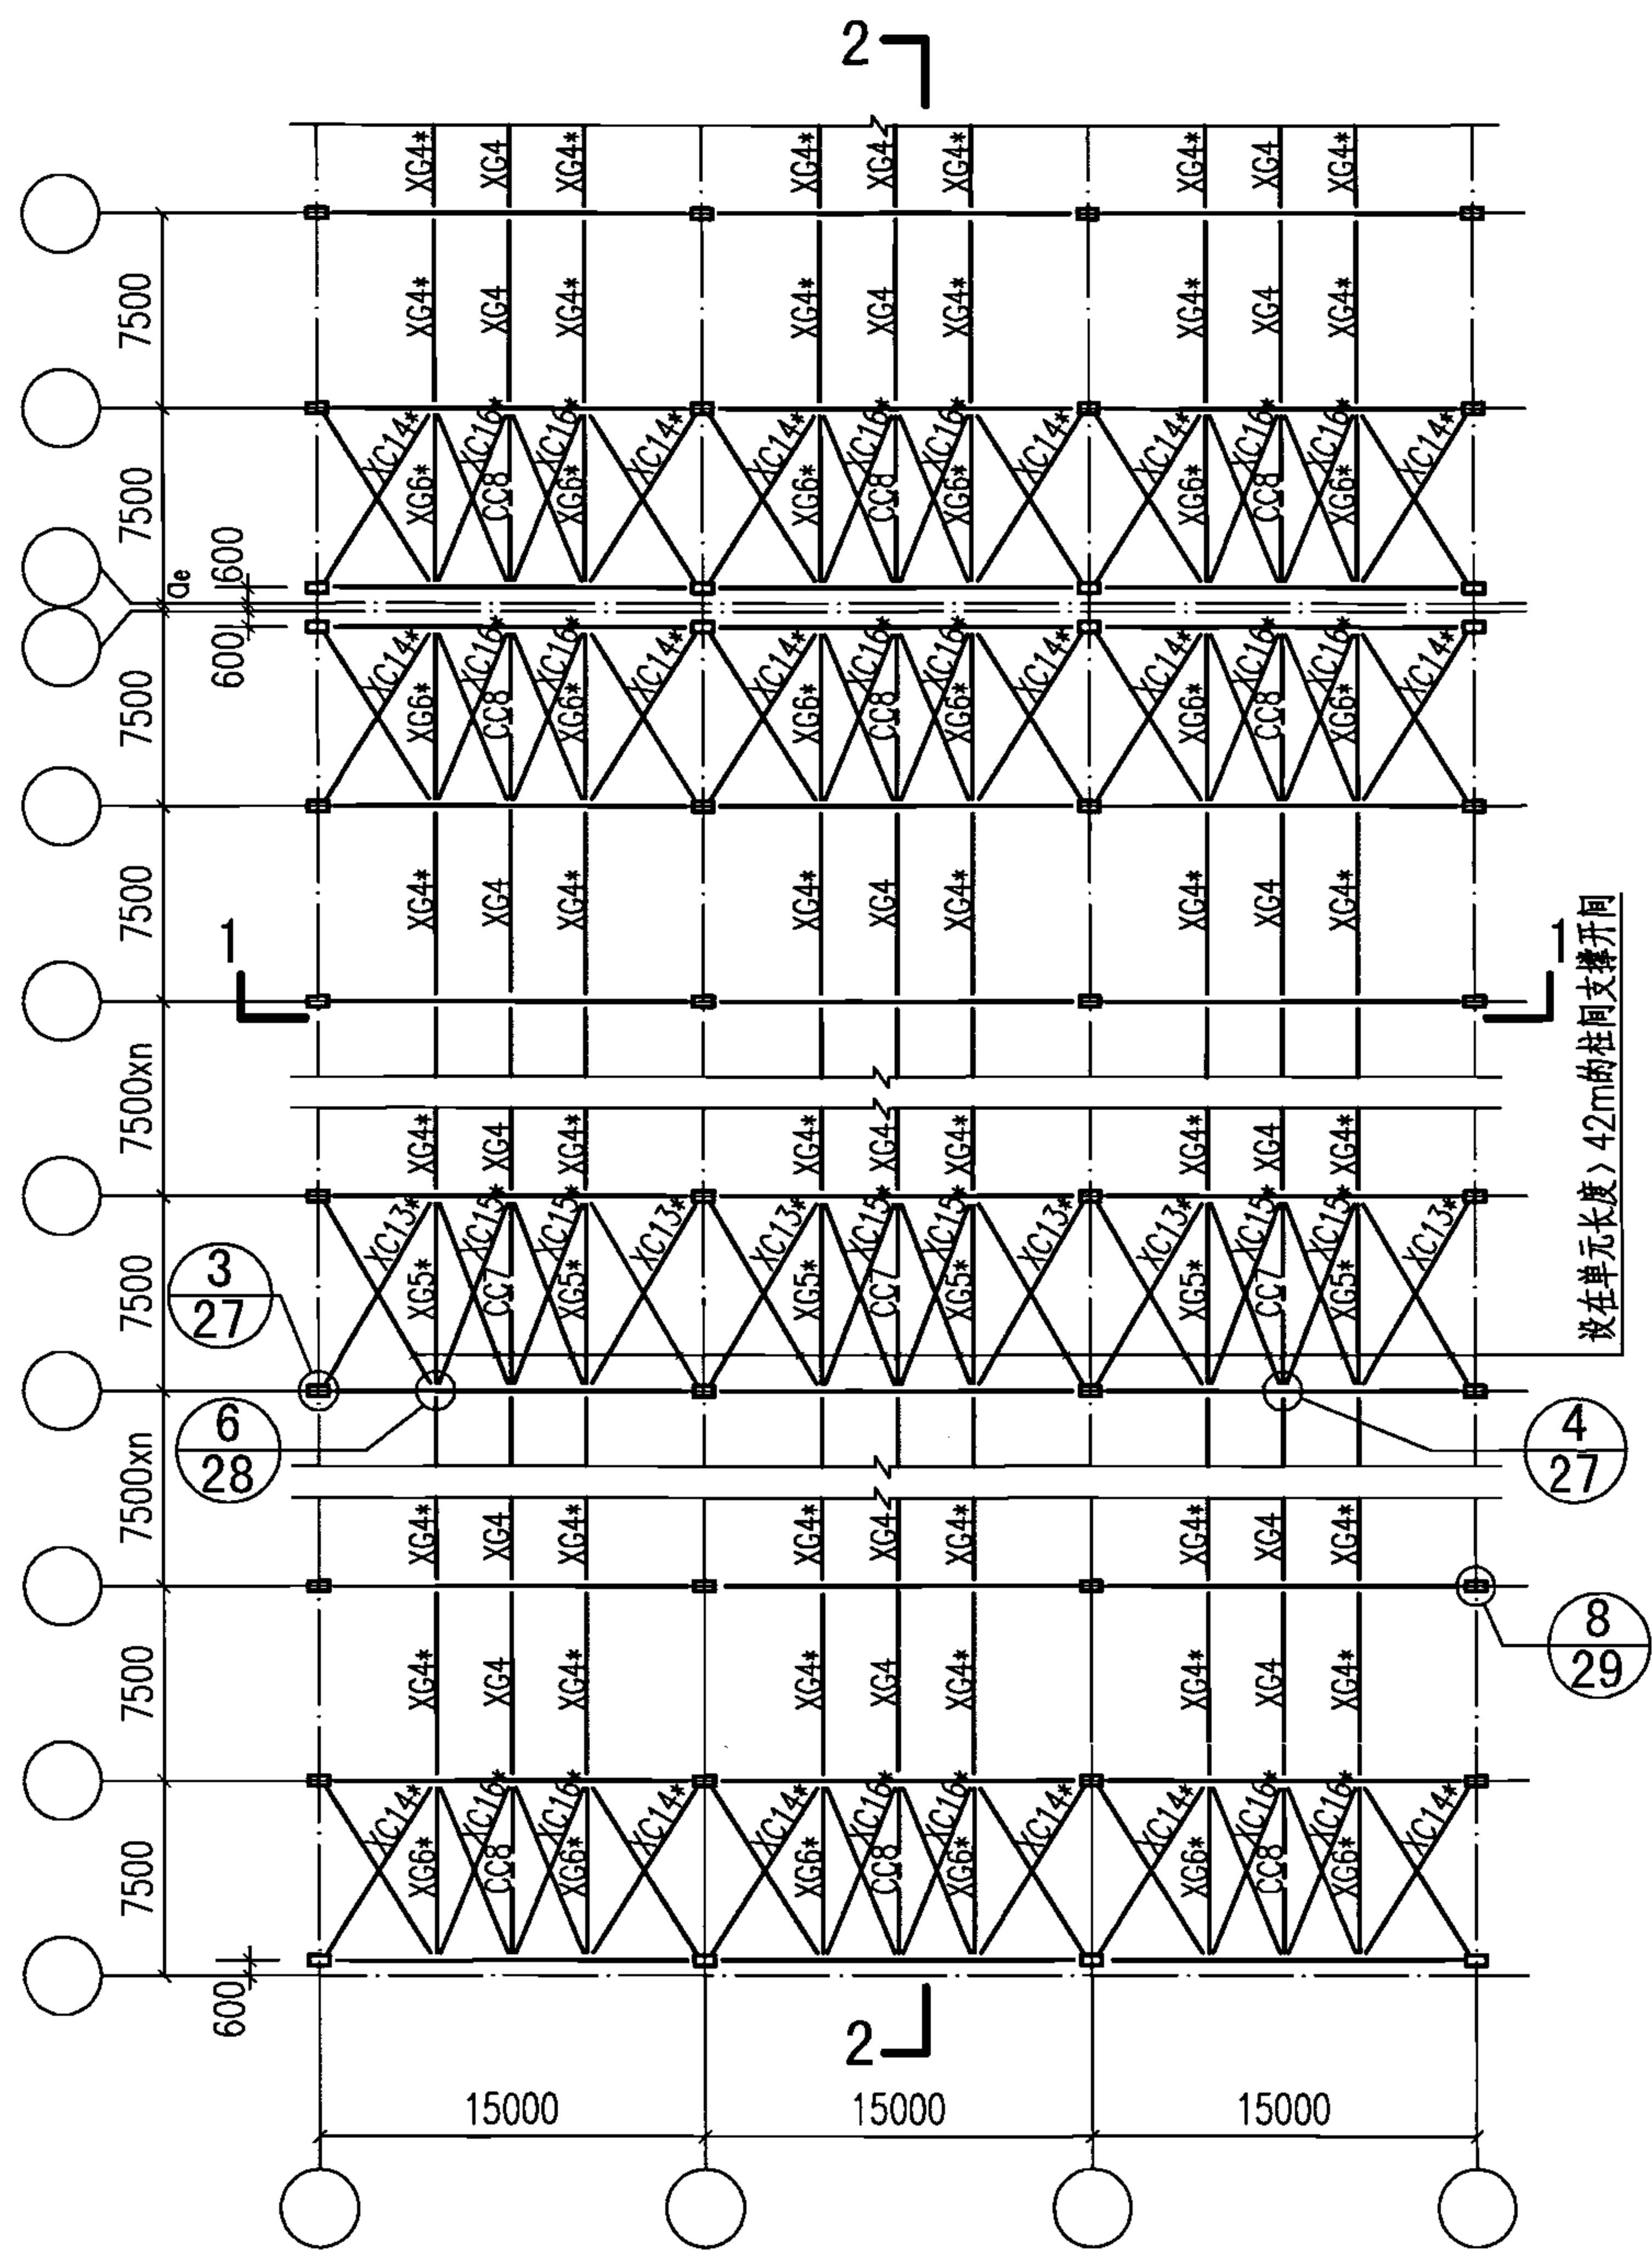 2
XG4* XG4 XG4* XG4* XG4 XG4* XG4* XG4 XG4*
7500
XG4* XG4 XG4* XG4* XG4 XG4* XG4* XG4 XG4*
7500
XC14* XC16* XC16* XC14* XC14* XC16* XC16* XC14* XC14* XC16* XC16* XC14*
XG6* CC8 XG6* XG6* CC8 XG6* XG6* CC8 XG6*
600
ae
600
7500
XC14* XC16* XC16* XC14* XC14* XC16* XC16* XC14* XC14* XC16* XC16* XC14*
XG6* CC8 XG6* XG6* CC8 XG6* XG6* CC8 XG6*
7500
XG4* XG4 XG4* XG4* XG4 XG4* XG4* XG4 XG4*
1 1
设在单元长度>42m的柱间支撑开间
7500xn
XG4* XG4 XG4* XG4* XG4 XG4* XG4* XG4 XG4*
7500
XC13* XC15* XC15* XC13* XC13* XC15* XC15* XC13* XC13* XC15* XC15* XC13*
XG5* CC7 XG5* XG5* CC7 XG5* XG5* CC7 XG5*
3
27
6
28
4
27
7500xn
XG4* XG4 XG4* XG4* XG4 XG4* XG4* XG4 XG4*
8
29
7500
XG4* XG4 XG4* XG4* XG4 XG4* XG4* XG4 XG4*
7500
XC14* XC16* XC16* XC14* XC14* XC16* XC16* XC14* XC14* XC16* XC16* XC14*
XG6* CC8 XG6* XG6* CC8 XG6* XG6* CC8 XG6*
600
2
15000 15000 15000